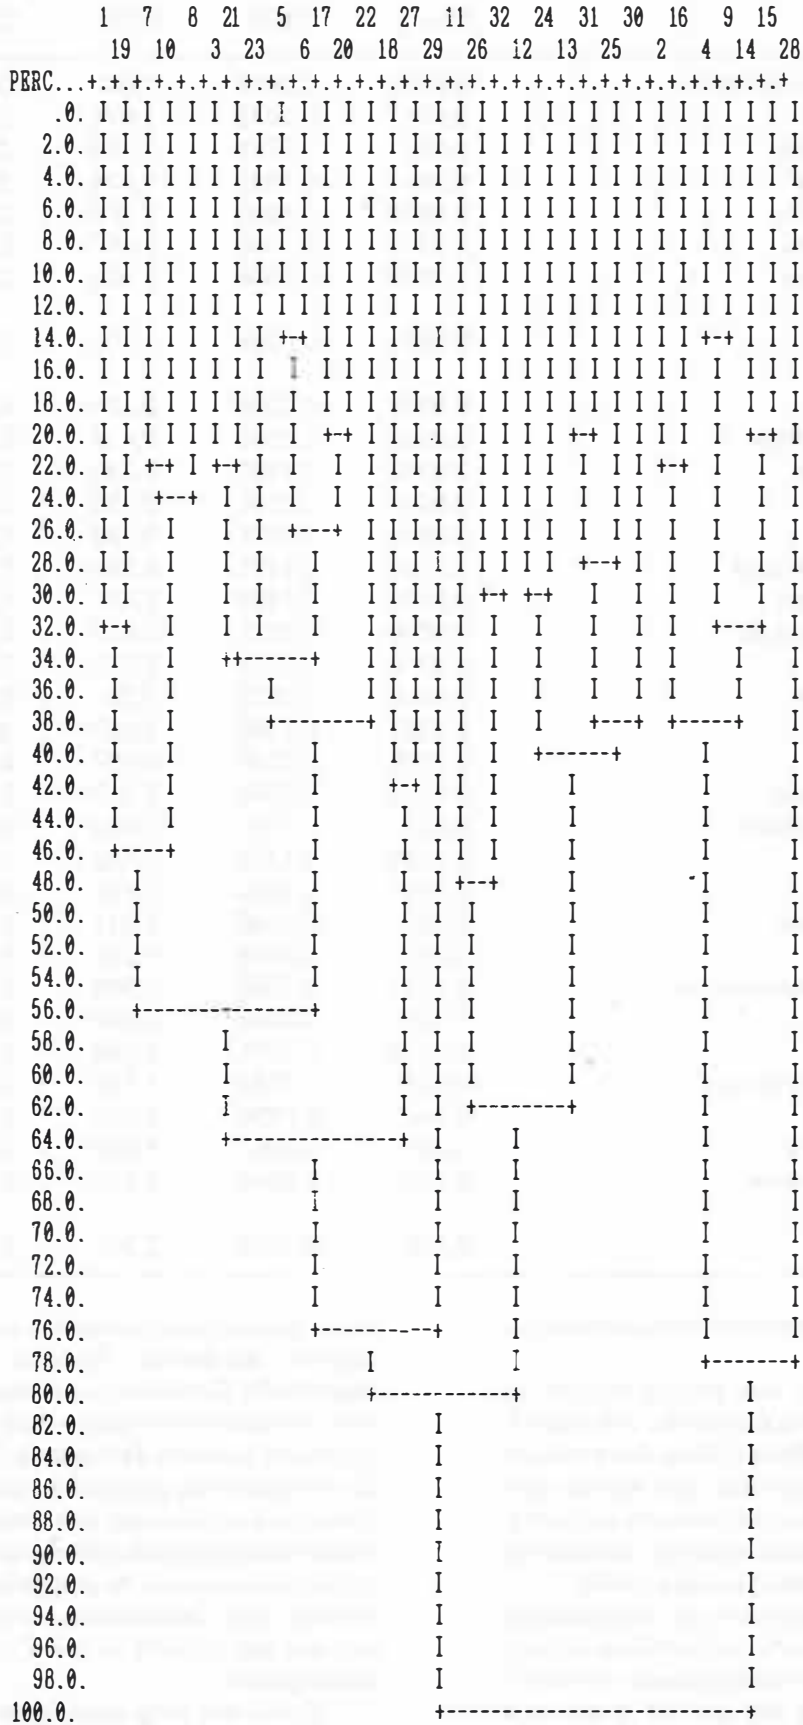 1 7 8 21 5 17 22 27 11 32 24 31 30 16 9 15
19 10 3 23 6 20 18 29 26 12 13 25 2 4 14 28
PERC...+.+.+.+.+.+.+.+.+.+.+.+.+.+.+.+.+.+.+.+.+.+.+.+.+.+.+.+.+.+.+.+
.0. I I I I I I I I I I I I I I I I I I I I I I I I I I I I I I I I
2.0. I I I I I I I I I I I I I I I I I I I I I I I I I I I I I I I I
4.0. I I I I I I I I I I I I I I I I I I I I I I I I I I I I I I I I
6.0. I I I I I I I I I I I I I I I I I I I I I I I I I I I I I I I I
8.0. I I I I I I I I I I I I I I I I I I I I I I I I I I I I I I I I
10.0. I I I I I I I I I I I I I I I I I I I I I I I I I I I I I I I I
12.0. I I I I I I I I I I I I I I I I I I I I I I I I I I I I I I I I
14.0. I I I I I I I I +-+ I I I I I I I I I I I I I I I I I +-+ I I I
16.0. I I I I I I I I I I I I I I I I I I I I I I I I I I I I I I
18.0. I I I I I I I I I I I I I I I I I I I I I I I I I I I I I I
20.0. I I I I I I I I I +-+ I I I I I I I I I +-+ I I I I I +-+ I
22.0. I I +-+ I +-+ I I I I I I I I I I I I I I I +-+ I I I
24.0. I I +--+ I I I I I I I I I I I I I I I I I I I I
26.0. I I I I I +---+ I I I I I I I I I I I I I I I I
28.0. I I I I I I I I I I I I I I I +--+ I I I I I
30.0. I I I I I I I I I I I +-+ +-+ I I I I I I
32.0. +-+ I I I I I I I I I I I I I I +---+ I
34.0. I I ++------+ I I I I I I I I I I I I
36.0. I I I I I I I I I I I I I I I
38.0. I I +--------+ I I I I I I +---+ +-----+ I
40.0. I I I I I I I I +------+ I I
42.0. I I I +-+ I I I I I I
44.0. I I I I I I I I I I
46.0. +----+ I I I I I I I I
48.0. I I I I +--+ I I I
50.0. I I I I I I I I
52.0. I I I I I I I I
54.0. I I I I I I I I
56.0. +---------------+ I I I I I I
58.0. I I I I I I I
60.0. I I I I I I I
62.0. I I I +--------+ I I
64.0. +---------------+ I I I I
66.0. I I I I I
68.0. I I I I I
70.0. I I I I I
72.0. I I I I I
74.0. I I I I I
76.0. +----------+ I I I
78.0. I I +-------+
80.0. +------------+ I
82.0. I I
84.0. I I
86.0. I I
88.0. I I
90.0. I I
92.0. I I
94.0. I I
96.0. I I
98.0. I I
100.0. +---------------------------+